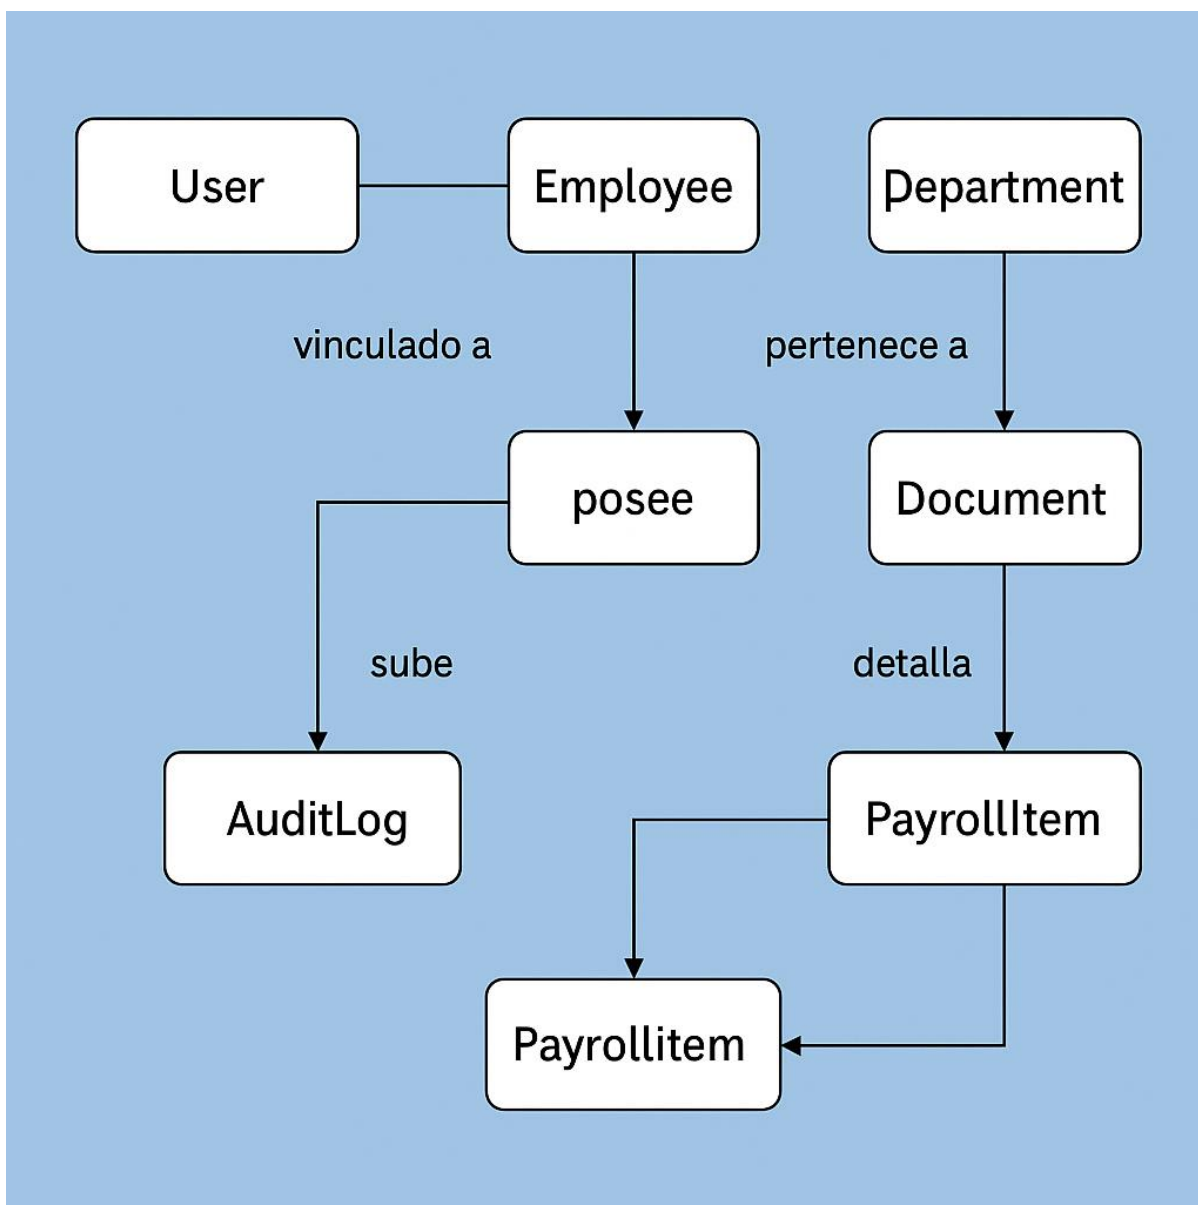 User
Employee
Department
vinculado a
pertenece a
posee
Document
sube
detalla
AuditLog
PayrollItem
Payrollitem